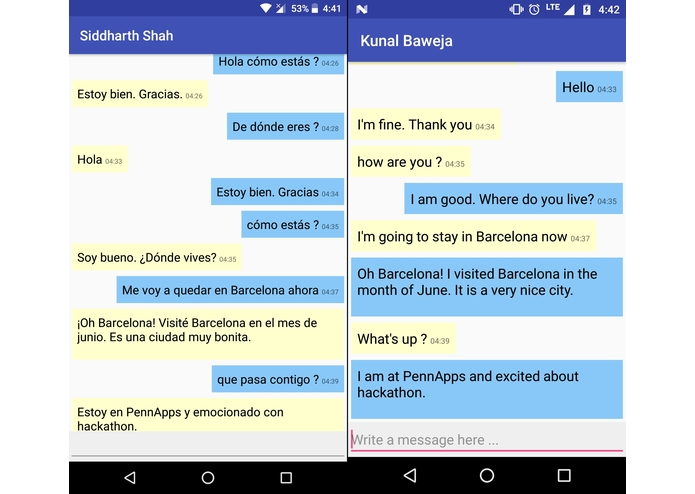 53% 4:41
Siddharth Shah
Hola cómo estás ? 04:26
Estoy bien. Gracias. 04:26
De dónde eres ? 04:28
Hola 04:33
Estoy bien. Gracias 04:34
cómo estás ? 04:35
Soy bueno. ¿Dónde vives? 04:35
Me voy a quedar en Barcelona ahora 04:37
¡Oh Barcelona! Visité Barcelona en el mes de
junio. Es una ciudad muy bonita.
que pasa contigo ? 04:39
Estoy en PennApps y emocionado con
hackathon.
LTE 4:42
Kunal Baweja
Hello 04:33
I'm fine. Thank you 04:34
how are you ? 04:35
I am good. Where do you live? 04:35
I'm going to stay in Barcelona now 04:37
Oh Barcelona! I visited Barcelona in the
month of June. It is a very nice city.
What's up ? 04:39
I am at PennApps and excited about
hackathon.
Write a message here ...